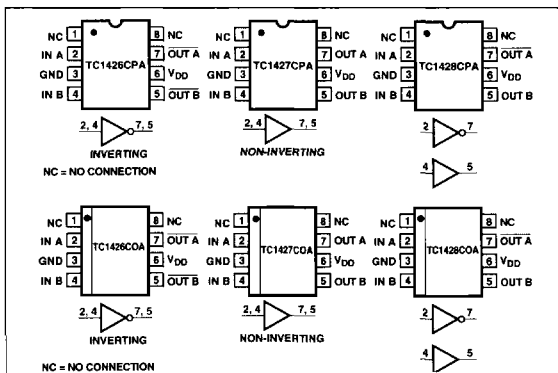 NC 1 8 NC
IN A 2 7 OUT A
GND 3 6 VDD
IN B 4 5 OUT B
TC1426CPA
2, 4 7, 5
INVERTING
NC = NO CONNECTION
NC 1 8 NC
IN A 2 7 OUT A
GND 3 6 VDD
IN B 4 5 OUT B
TC1427CPA
2, 4 7, 5
NON-INVERTING
NC 1 8 NC
IN A 2 7 OUT A
GND 3 6 VDD
IN B 4 5 OUT B
TC1428CPA
2 7
4 5
NC 1 8 NC
IN A 2 7 OUT A
GND 3 6 VDD
IN B 4 5 OUT B
TC1426COA
2, 4 7, 5
INVERTING
NC = NO CONNECTION
NC 1 8 NC
IN A 2 7 OUT A
GND 3 6 VDD
IN B 4 5 OUT B
TC1427COA
2, 4 7, 5
NON-INVERTING
NC 1 8 NC
IN A 2 7 OUT A
GND 3 6 VDD
IN B 4 5 OUT B
TC1428COA
2 7
4 5